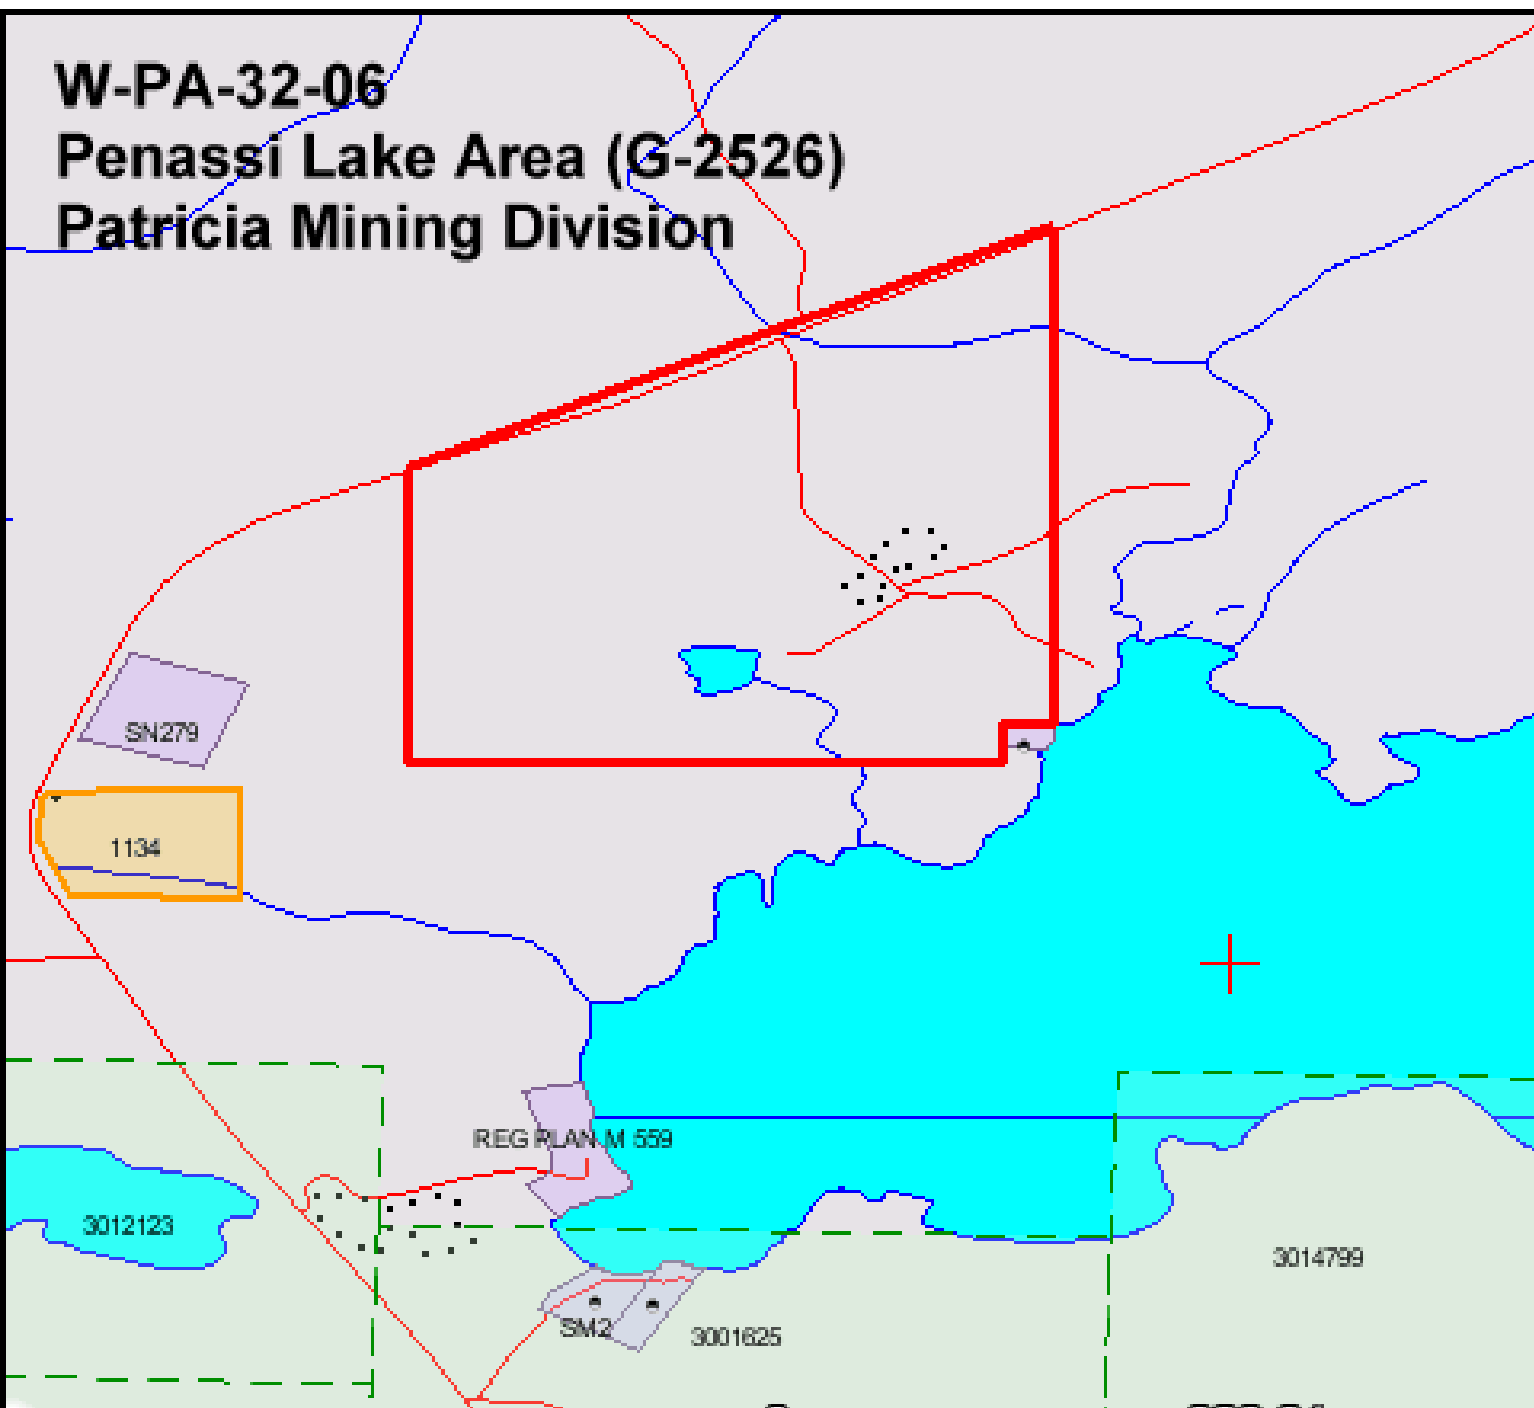 W-PA-32-06
Penassi Lake Area (G-2526)
Patricia Mining Division
SN279
1134
REG PLAN M 559
3012123
3014799
SM2
3001625